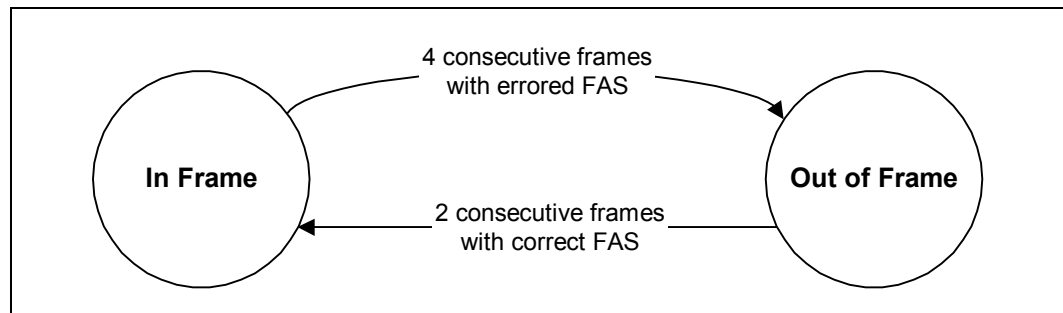 4 consecutive frames
with errored FAS
In Frame
Out of Frame
2 consecutive frames
with correct FAS